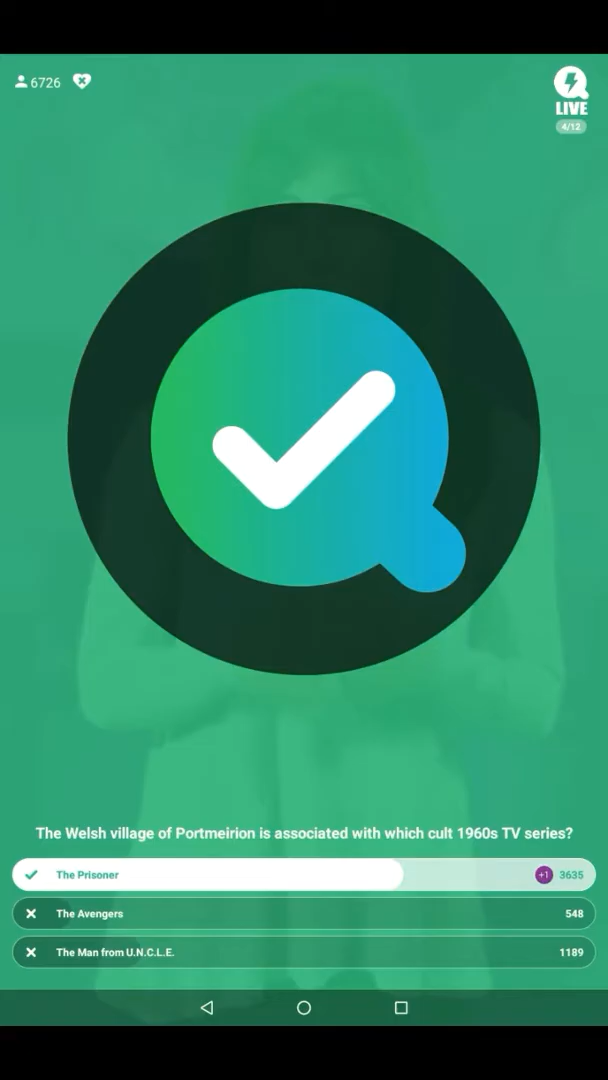 6726
LIVE
4/12
The Welsh village of Portmeirion is associated with which cult 1960s TV series?
The Prisoner +1 3635
The Avengers 548
The Man from U.N.C.L.E. 1189